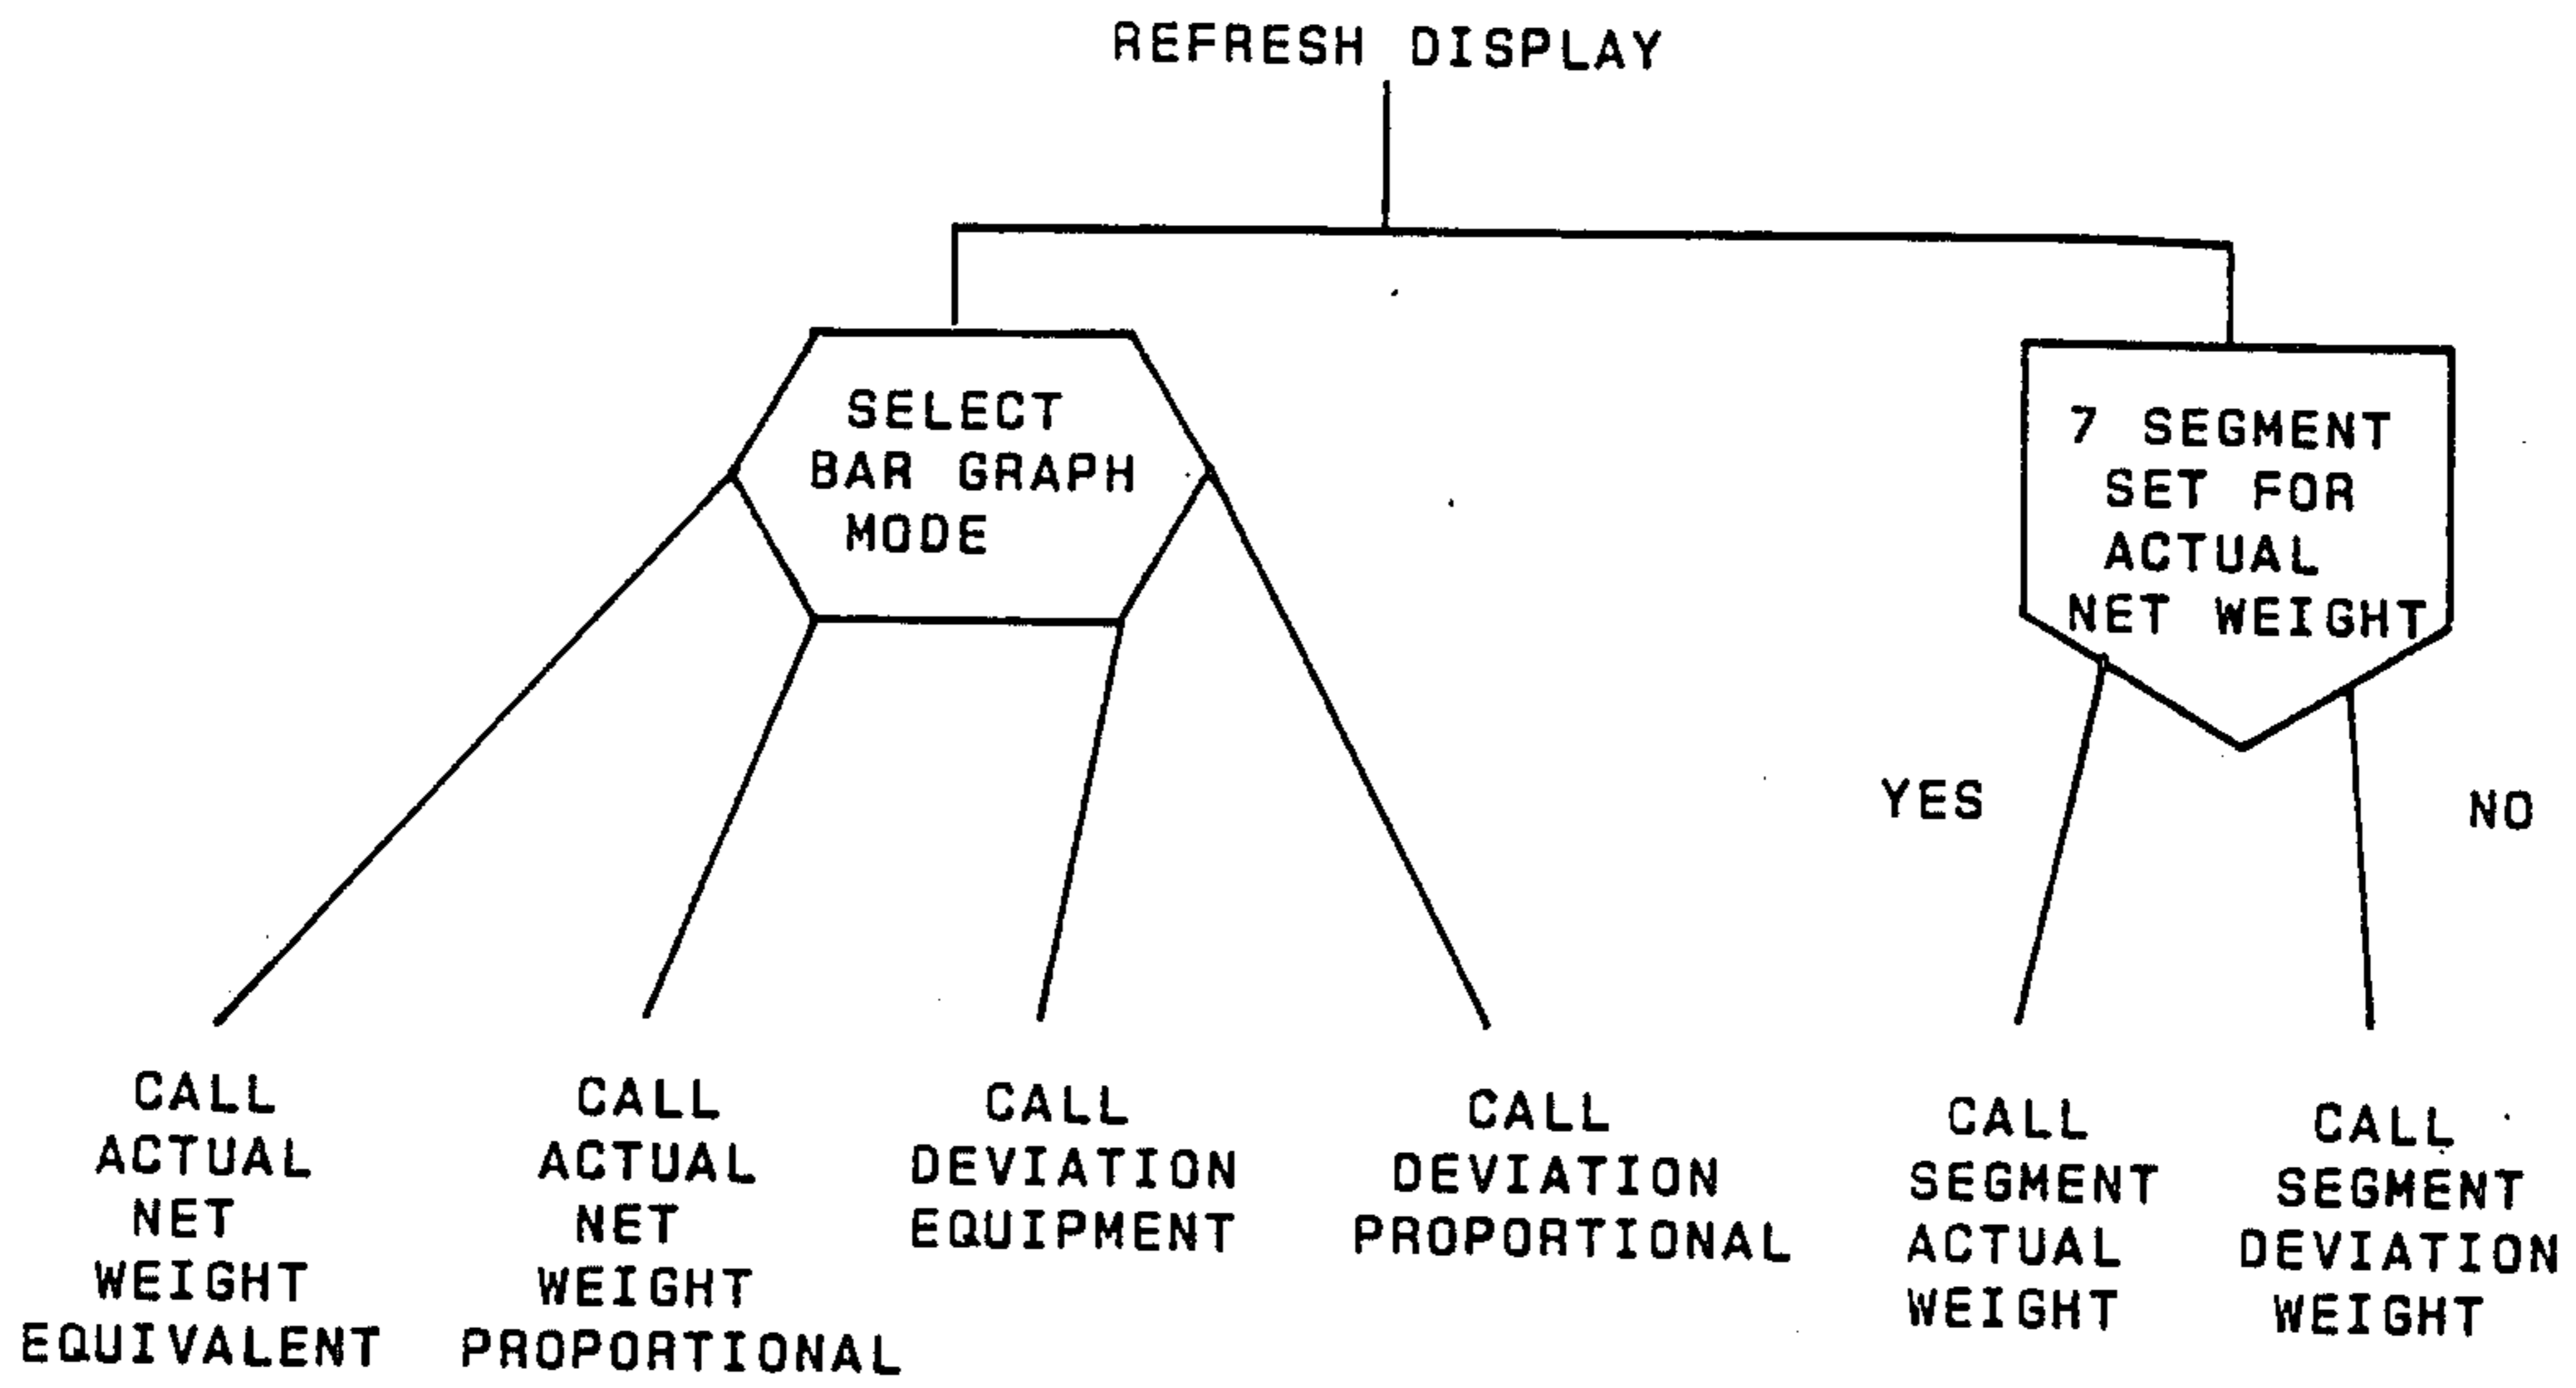 REFRESH DISPLAY
SELECT
BAR GRAPH
MODE
7 SEGMENT
SET FOR
ACTUAL
NET WEIGHT
YES
NO
CALL
ACTUAL
NET
WEIGHT
EQUIVALENT
CALL
ACTUAL
NET
WEIGHT
PROPORTIONAL
CALL
DEVIATION
EQUIPMENT
CALL
DEVIATION
PROPORTIONAL
CALL
SEGMENT
ACTUAL
WEIGHT
CALL
SEGMENT
DEVIATION
WEIGHT